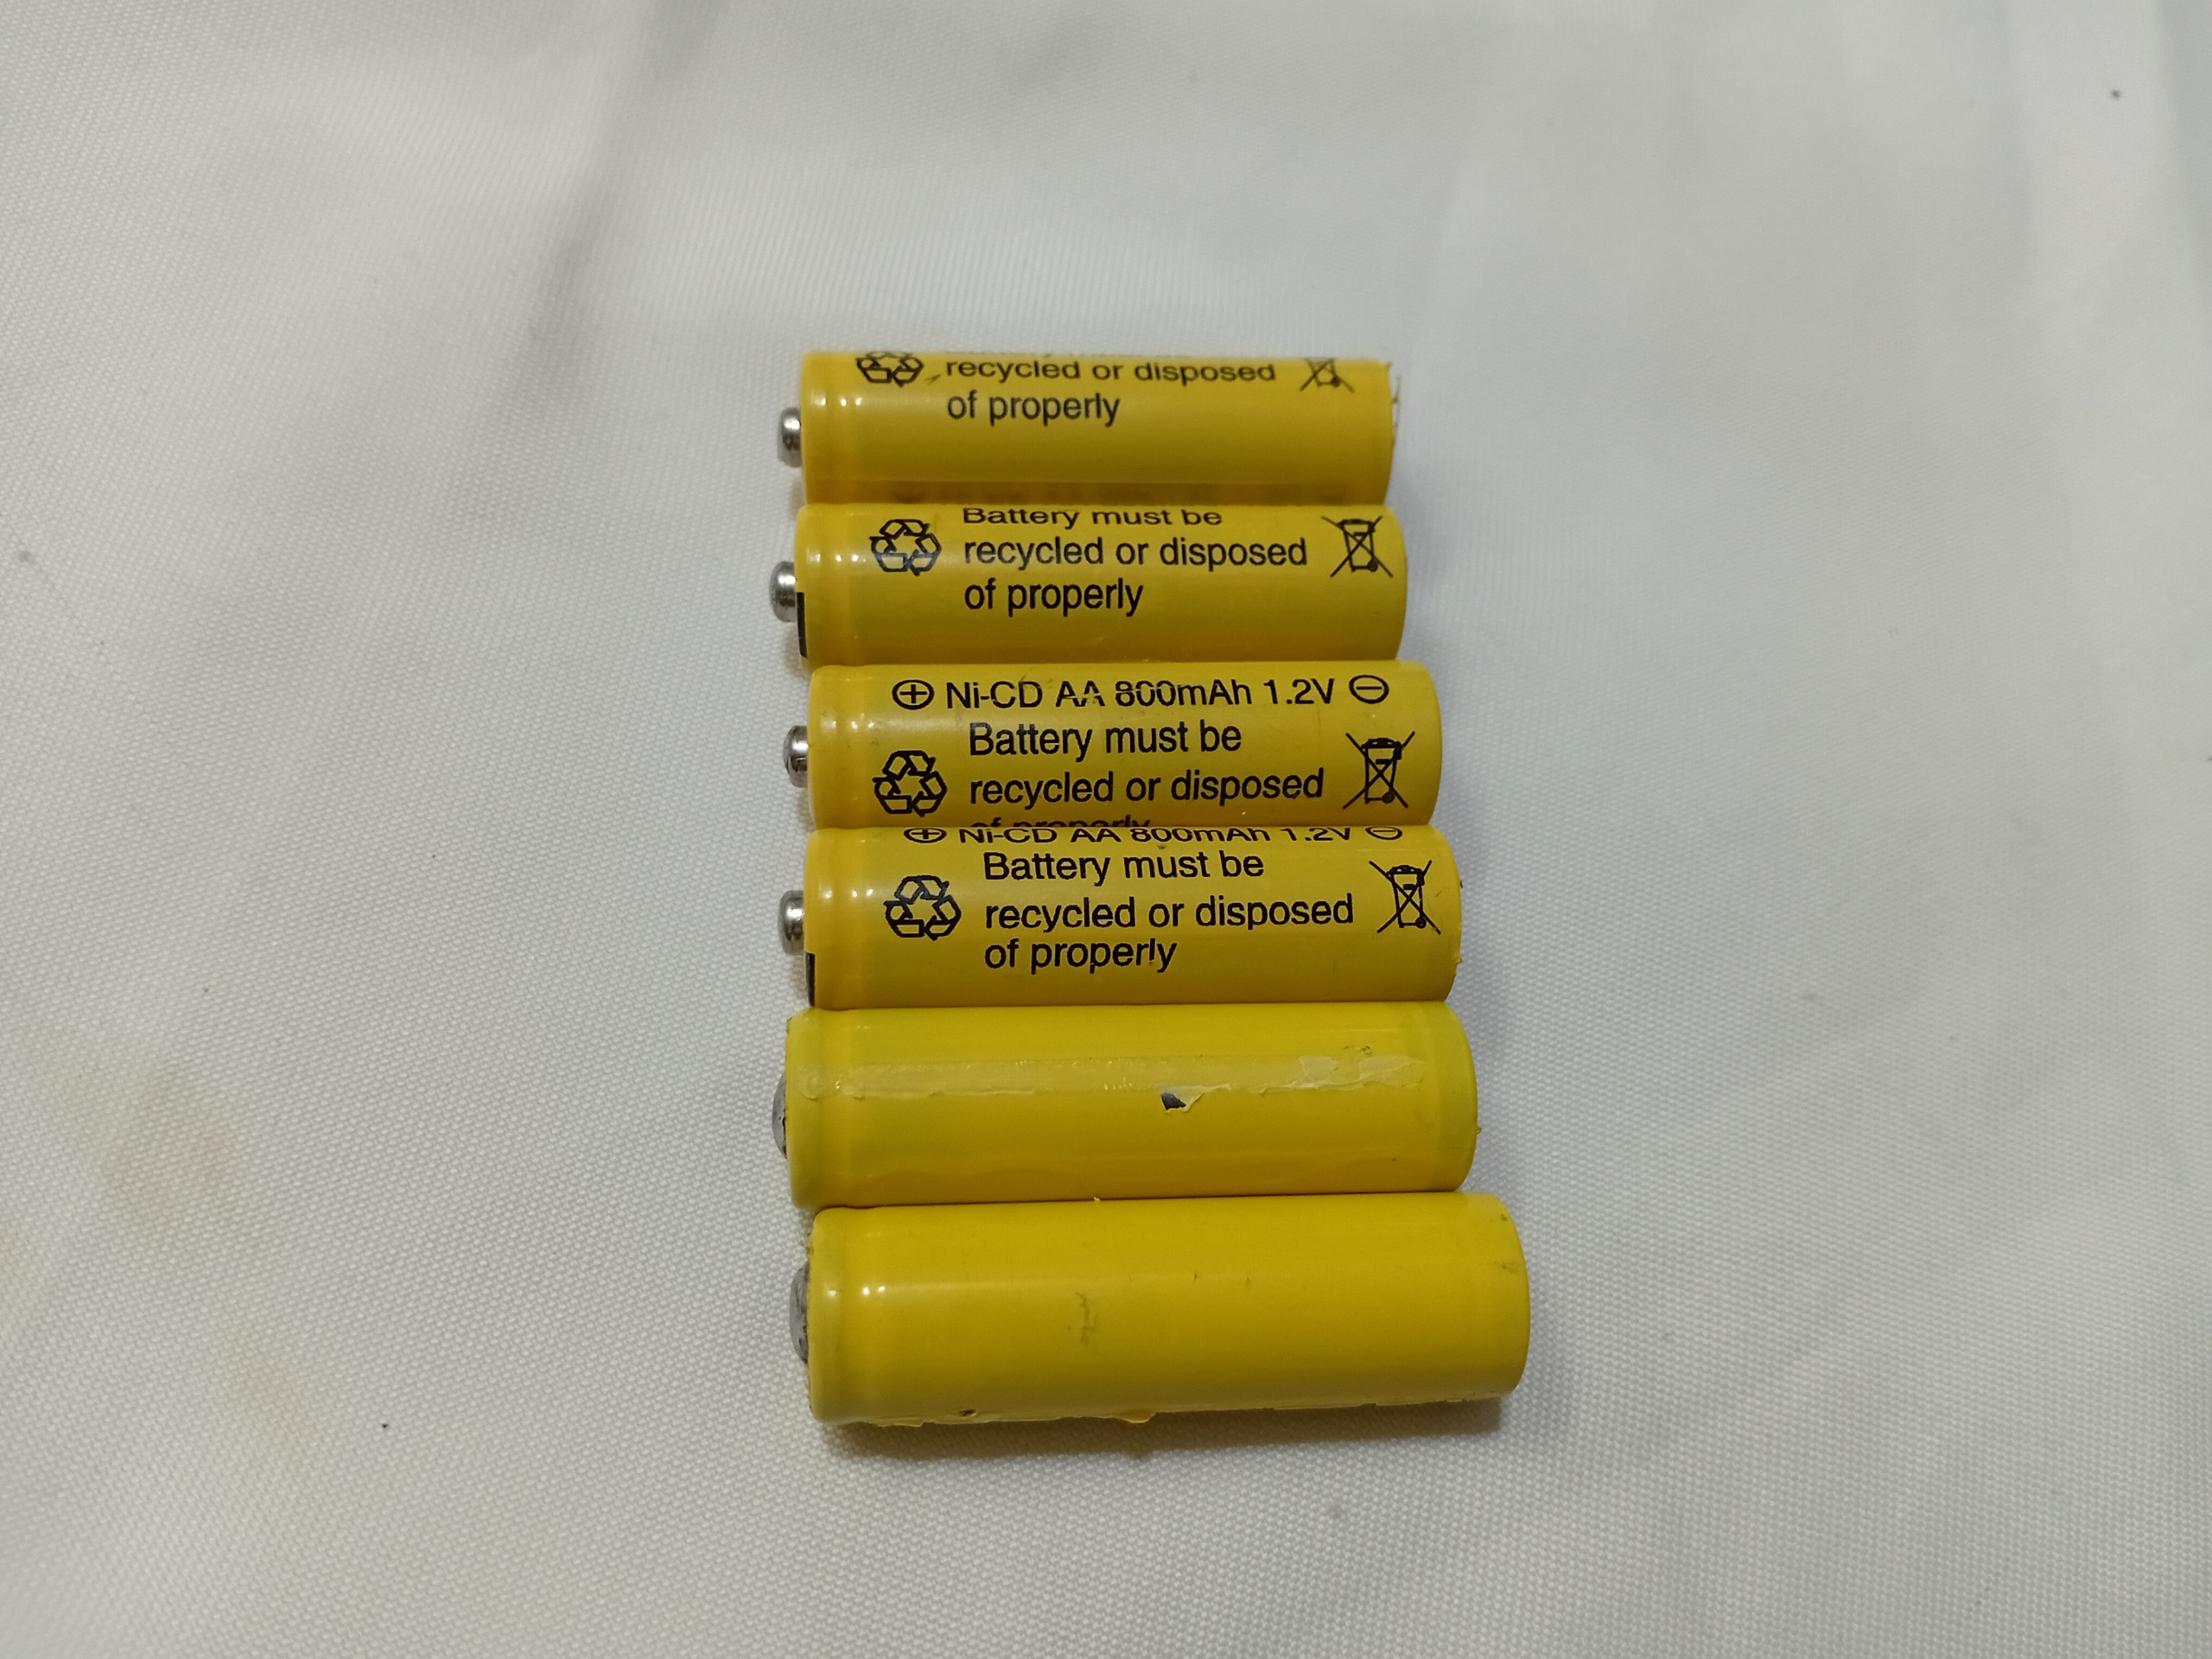 recycled or disposed
of properly
Battery must be
recycled or disposed
of properly
⊕ Ni-CD AA 800mAh 1.2V ⊖
Battery must be
recycled or disposed
of properly
⊕ Ni-CD AA 800mAh 1.2V ⊖
Battery must be
recycled or disposed
of properly